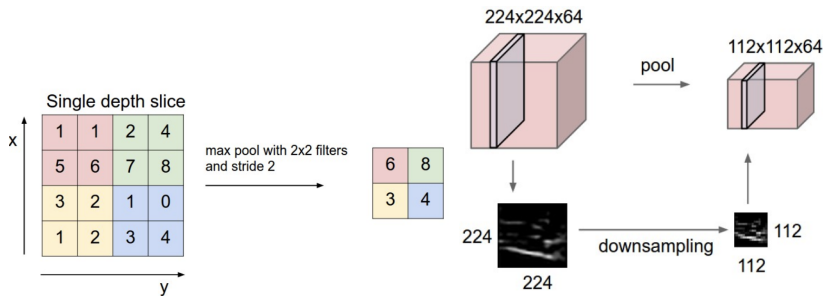 Single depth slice
x
1 1 2 4
5 6 7 8
3 2 1 0
1 2 3 4
y
max pool with 2x2 filters
and stride 2
6 8
3 4
224x224x64
pool
112x112x64
224
224
downsampling
112
112